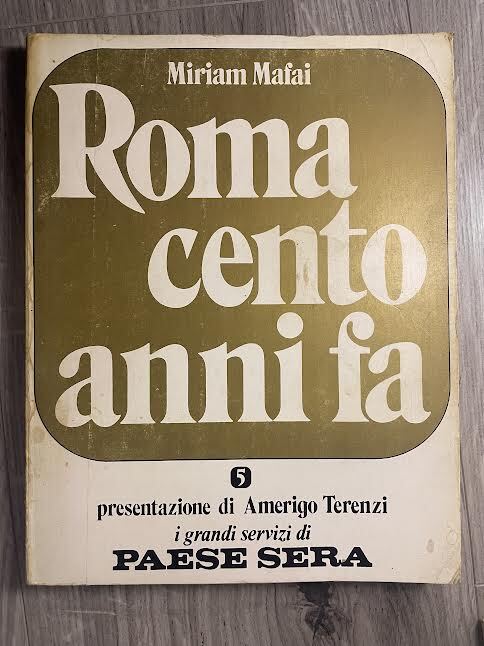 Miriam Mafai
Roma
cento
anni fa
5
presentazione di Amerigo Terenzi
i grandi servizi di
PAESE SERA